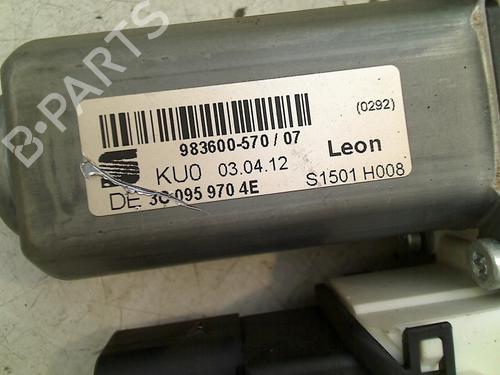 B-PARTS
(0292)
983600-570 / 07
Leon
KU0 03.04.12
S1501 H008
DE 3C 095 970 4E